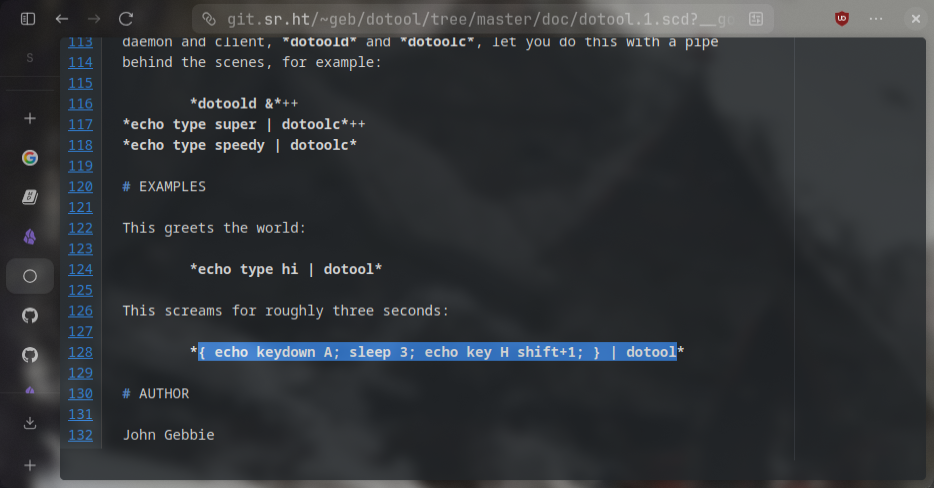 git.sr.ht/~geb/dotool/tree/master/doc/dotool.1.scd?__go
S
113 daemon and client, *dotoold* and *dotoolc*, let you do this with a pipe
114 behind the scenes, for example:
115
116 *dotoold &*++
117 *echo type super | dotoolc*++
118 *echo type speedy | dotoolc*
119
120 # EXAMPLES
121
122 This greets the world:
123
124 *echo type hi | dotool*
125
126 This screams for roughly three seconds:
127
128 *{ echo keydown A; sleep 3; echo key H shift+1; } | dotool*
129
130 # AUTHOR
131
132 John Gebbie